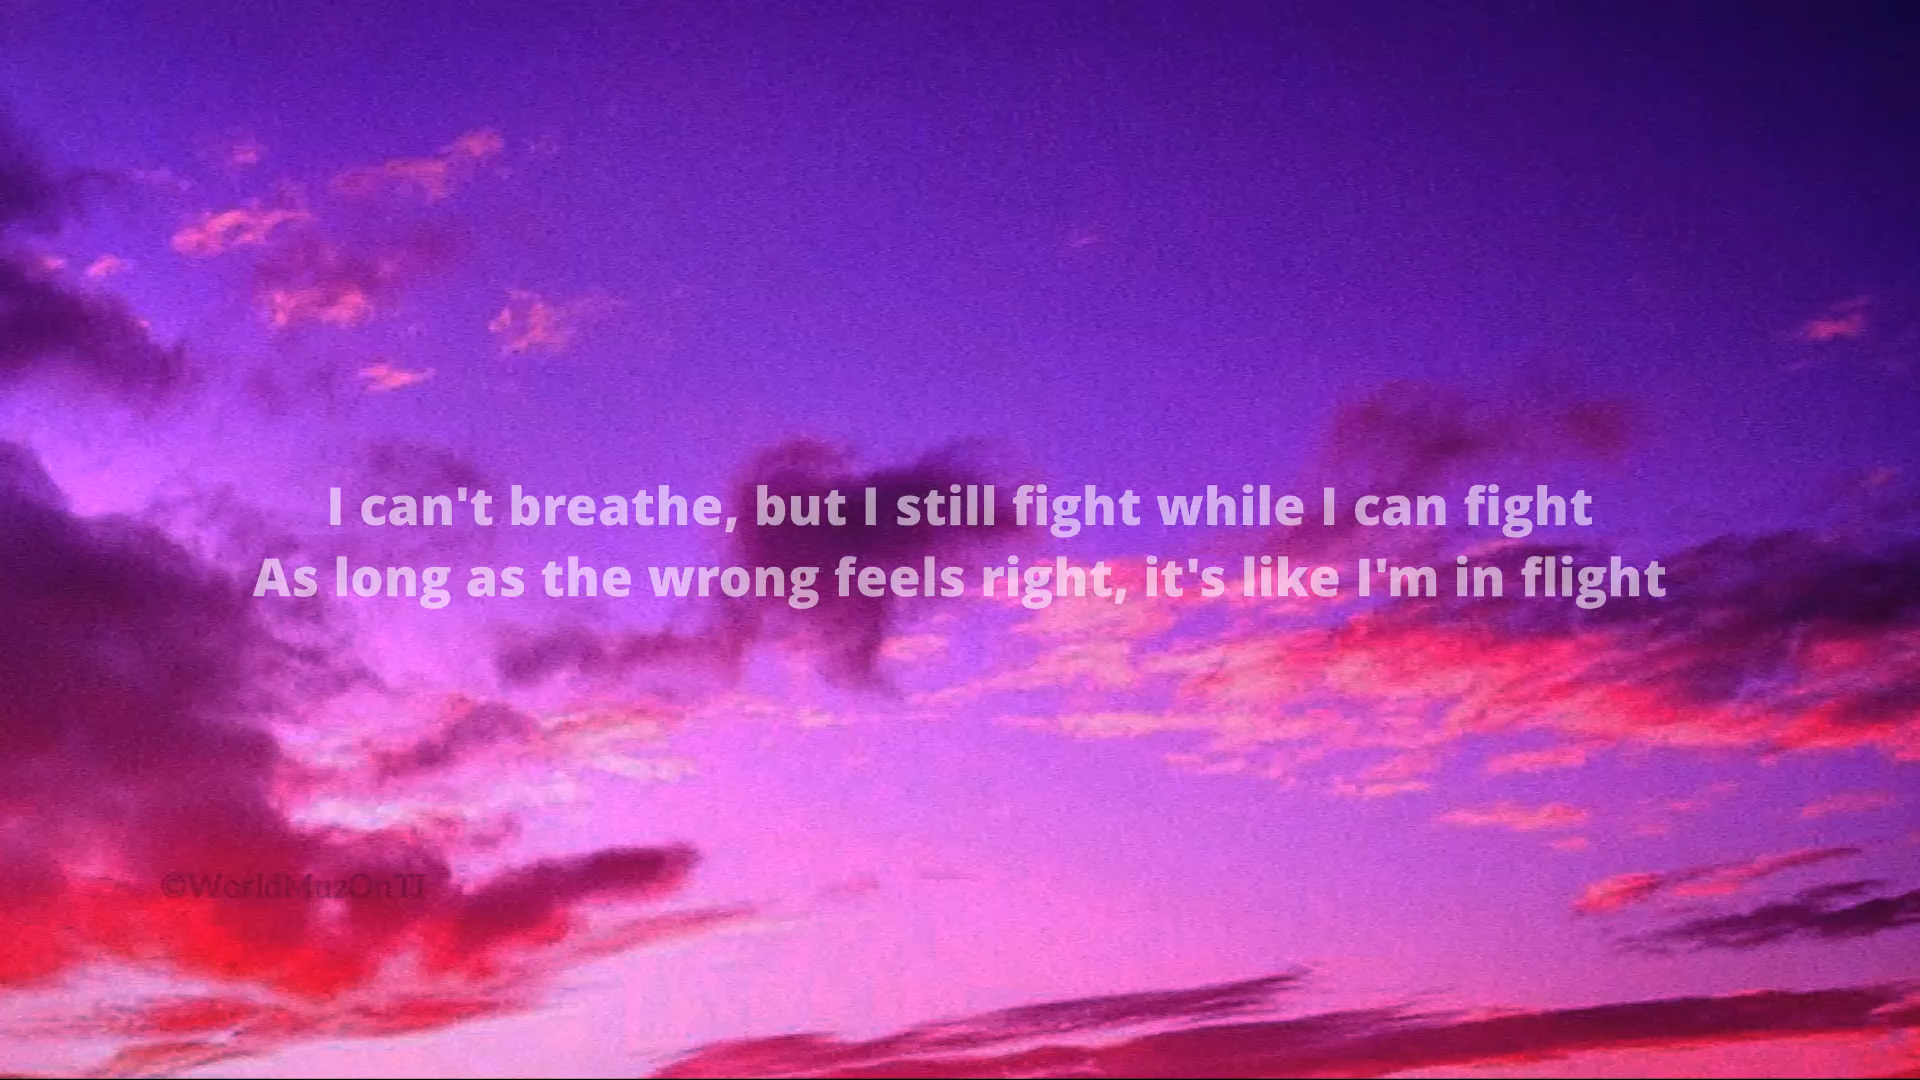 I can't breathe, but I still fight while I can fight
As long as the wrong feels right, it's like I'm in flight
©WorldMuzOnTJ